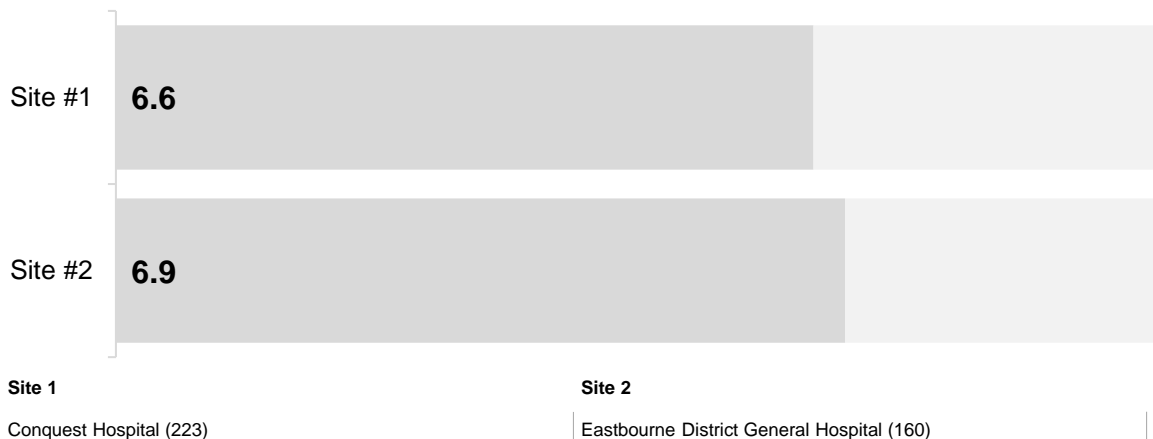 Site #1 6.6
Site #2 6.9
Site 1 Site 2
Conquest Hospital (223) Eastbourne District General Hospital (160)